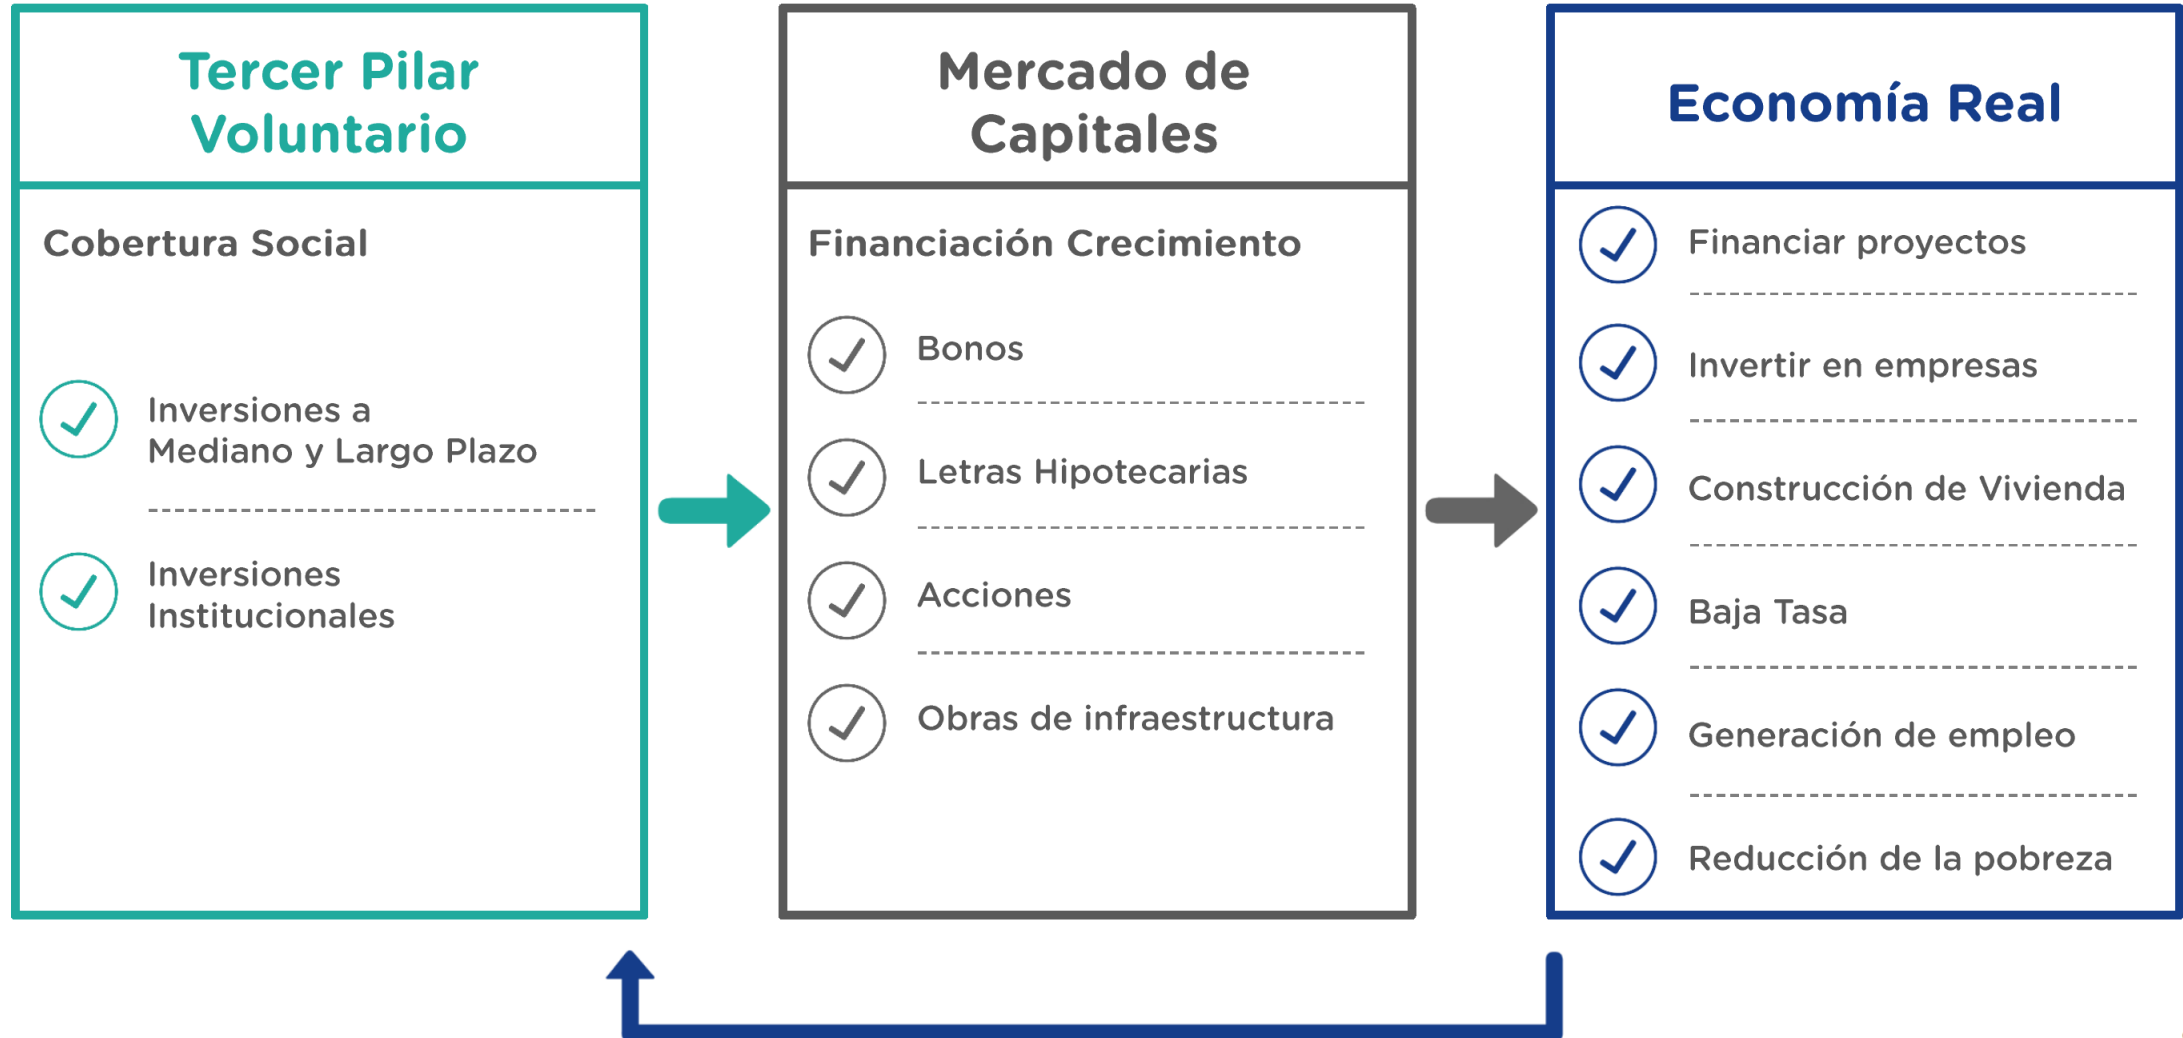 Tercer Pilar
Voluntario
Cobertura Social
Inversiones a
Mediano y Largo Plazo
Inversiones
Institucionales
Mercado de
Capitales
Financiación Crecimiento
Bonos
Letras Hipotecarias
Acciones
Obras de infraestructura
Economía Real
Financiar proyectos
Invertir en empresas
Construcción de Vivienda
Baja Tasa
Generación de empleo
Reducción de la pobreza